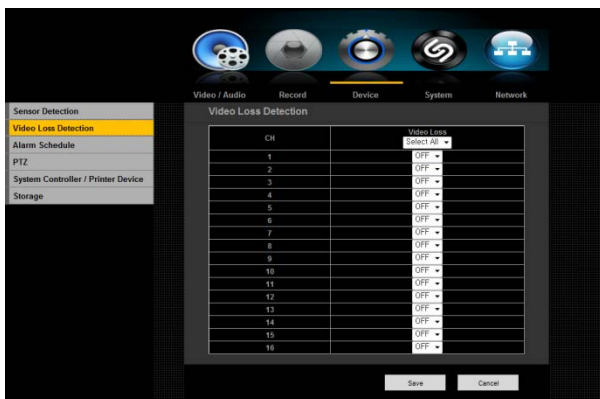 Video / Audio Record Device System Network
Sensor Detection
Video Loss Detection
Alarm Schedule
PTZ
System Controller / Printer Device
Storage
Video Loss Detection
CH Video Loss
Select All
1 OFF
2 OFF
3 OFF
4 OFF
5 OFF
6 OFF
7 OFF
8 OFF
9 OFF
10 OFF
11 OFF
12 OFF
13 OFF
14 OFF
15 OFF
16 OFF
Save Cancel